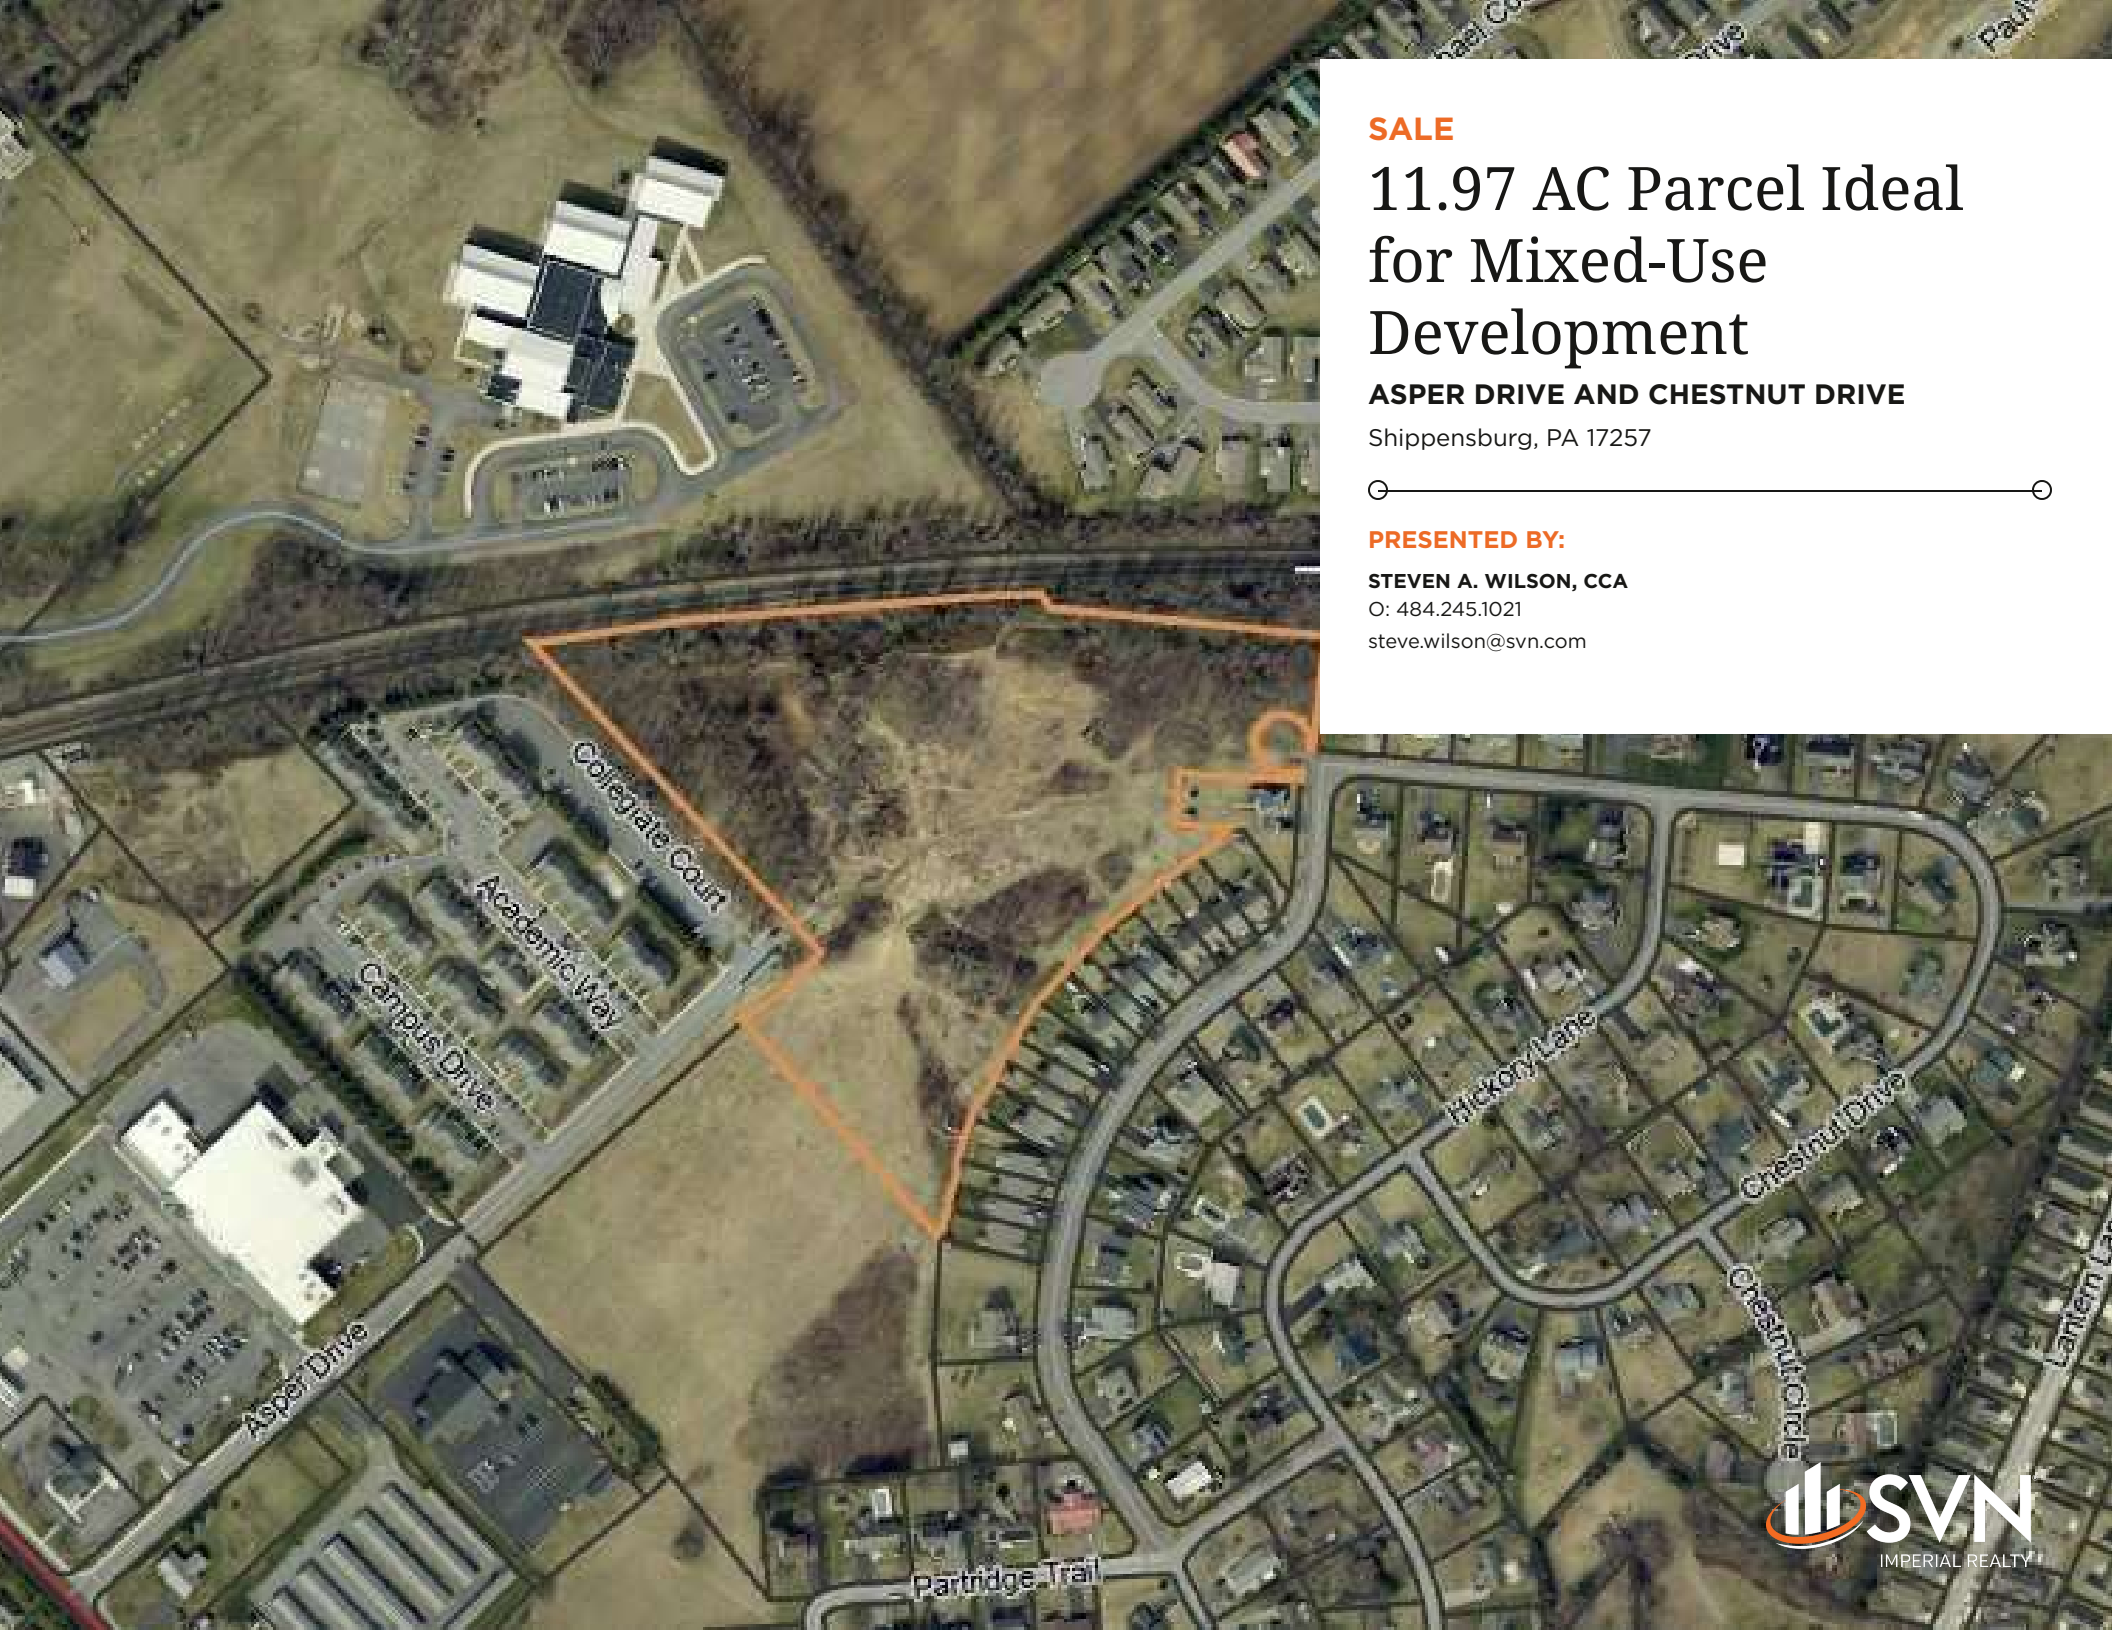 SALE
11.97 AC Parcel Ideal
for Mixed-Use
Development
ASPER DRIVE AND CHESTNUT DRIVE
Shippensburg, PA 17257
PRESENTED BY:
STEVEN A. WILSON, CCA
O: 484.245.1021
steve.wilson@svn.com
Collegiate Court
Academic Way
Campus Drive
Asper Drive
Hickory Lane
Chestnut Drive
Chestnut Circle
Partridge Trail
SVN
IMPERIAL REALTY